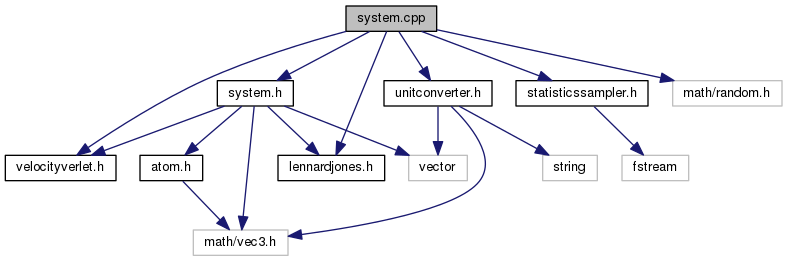 system.cpp
system.h
unitconverter.h
statisticssampler.h
math/random.h
velocityverlet.h
atom.h
lennardjones.h
vector
string
fstream
math/vec3.h